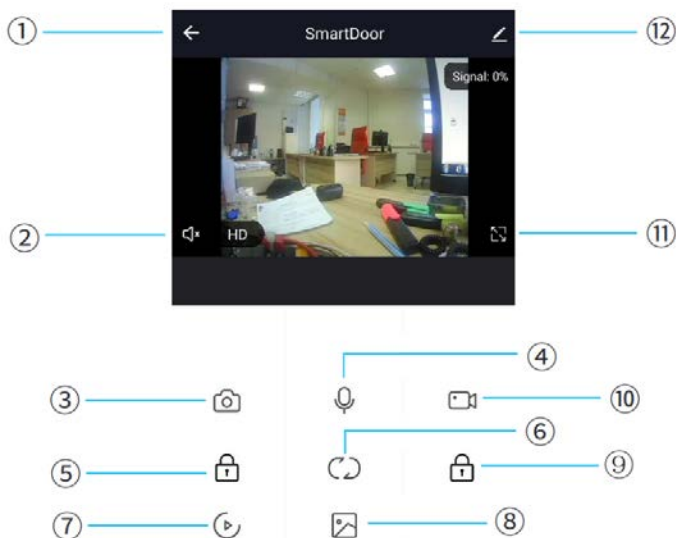 ① SmartDoor ⑫
Signal: 0%
② HD ⑪
④
③ ⑩
⑥
⑤ ⑨
⑦ ⑧